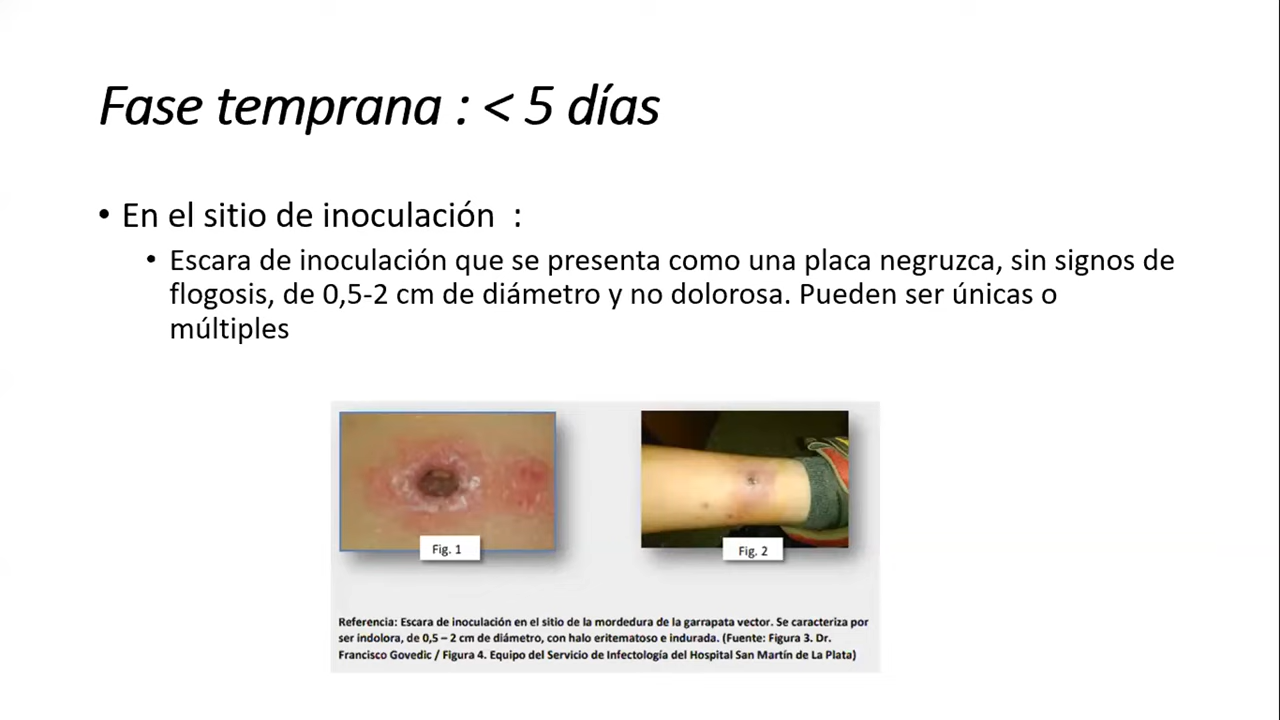 Fase temprana : < 5 días
• En el sitio de inoculación :
• Escara de inoculación que se presenta como una placa negruzca, sin signos de
flogosis, de 0,5-2 cm de diámetro y no dolorosa. Pueden ser únicas o
múltiples
Fig. 1
Fig. 2
Referencia: Escara de inoculación en el sitio de la mordedura de la garrapata vector. Se caracteriza por
ser indolora, de 0,5 – 2 cm de diámetro, con halo eritematoso e indurada. (Fuente: Figura 3. Dr.
Francisco Govedic / Figura 4. Equipo del Servicio de Infectología del Hospital San Martín de La Plata)